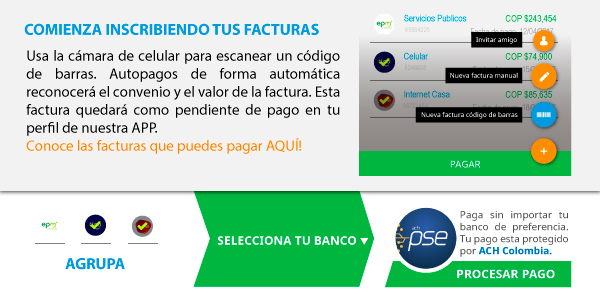 COMIENZA INSCRIBIENDO TUS FACTURAS
Usa la cámara de celular para escanear un código
de barras. Autopagos de forma automática
reconocerá el convenio y el valor de la factura. Esta
factura quedará como pendiente de pago en tu
perfil de nuestra APP.
Conoce las facturas que puedes pagar AQUÍ!
Servicios Publicos COP $243,454
Invitar amigo
Celular COP $74,900
Nueva factura manual
Internet Casa COP $85,635
Nueva factura código de barras
+
PAGAR
epm
AGRUPA
SELECCIONA TU BANCO
ach
pse
Paga sin importar tu
banco de preferencia.
Tu pago esta protegido
por ACH Colombia.
PROCESAR PAGO